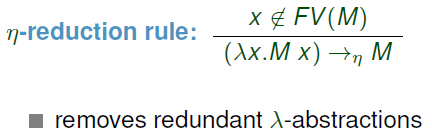 η-reduction rule: x ∉ FV(M)
(λx.M x) →η M
■ removes redundant λ-abstractions